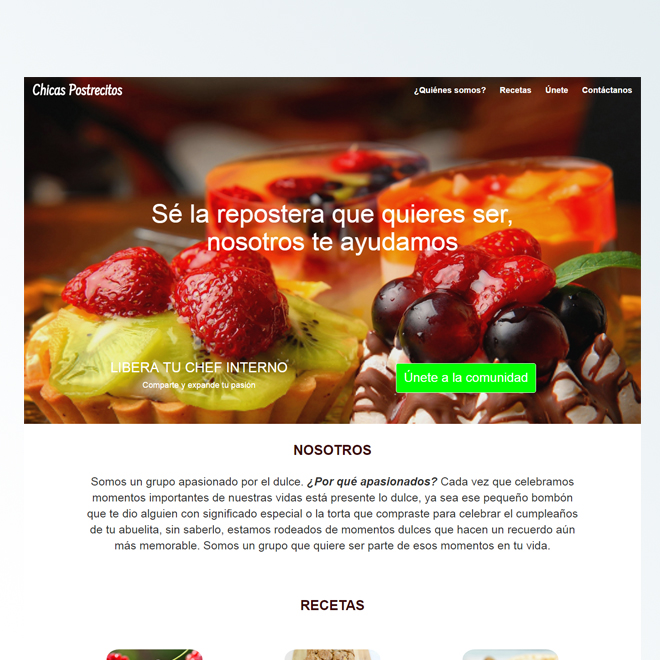 Chicas Postrecitos
¿Quiénes somos? Recetas Únete Contáctanos
Sé la repostera que quieres ser,
nosotros te ayudamos
LIBERA TU CHEF INTERNO
Comparte y expande tu pasión
Únete a la comunidad
NOSOTROS
Somos un grupo apasionado por el dulce. ¿Por qué apasionados? Cada vez que celebramos
momentos importantes de nuestras vidas está presente lo dulce, ya sea ese pequeño bombón
que te dio alguien con significado especial o la torta que compraste para celebrar el cumpleaños
de tu abuelita, sin saberlo, estamos rodeados de momentos dulces que hacen un recuerdo aún
más memorable. Somos un grupo que quiere ser parte de esos momentos en tu vida.
RECETAS